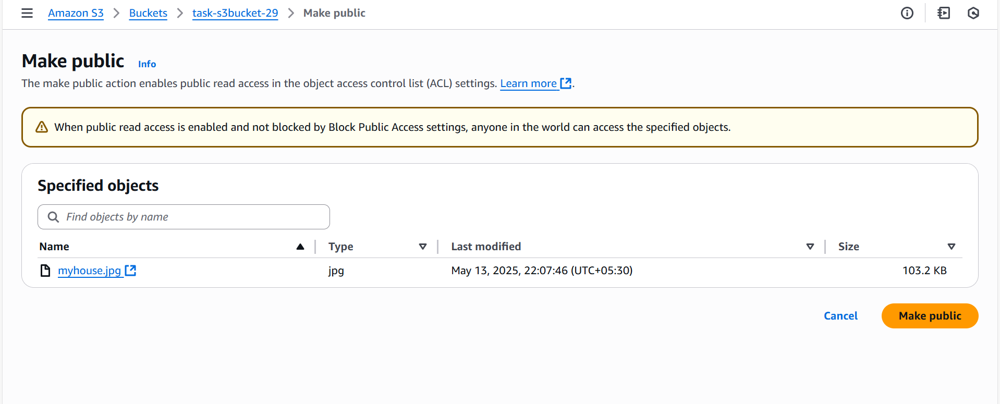 Amazon S3 > Buckets > task-s3bucket-29 > Make public
Make public Info
The make public action enables public read access in the object access control list (ACL) settings. Learn more.
When public read access is enabled and not blocked by Block Public Access settings, anyone in the world can access the specified objects.
Specified objects
Find objects by name
Name Type Last modified Size
myhouse.jpg jpg May 13, 2025, 22:07:46 (UTC+05:30) 103.2 KB
Cancel Make public